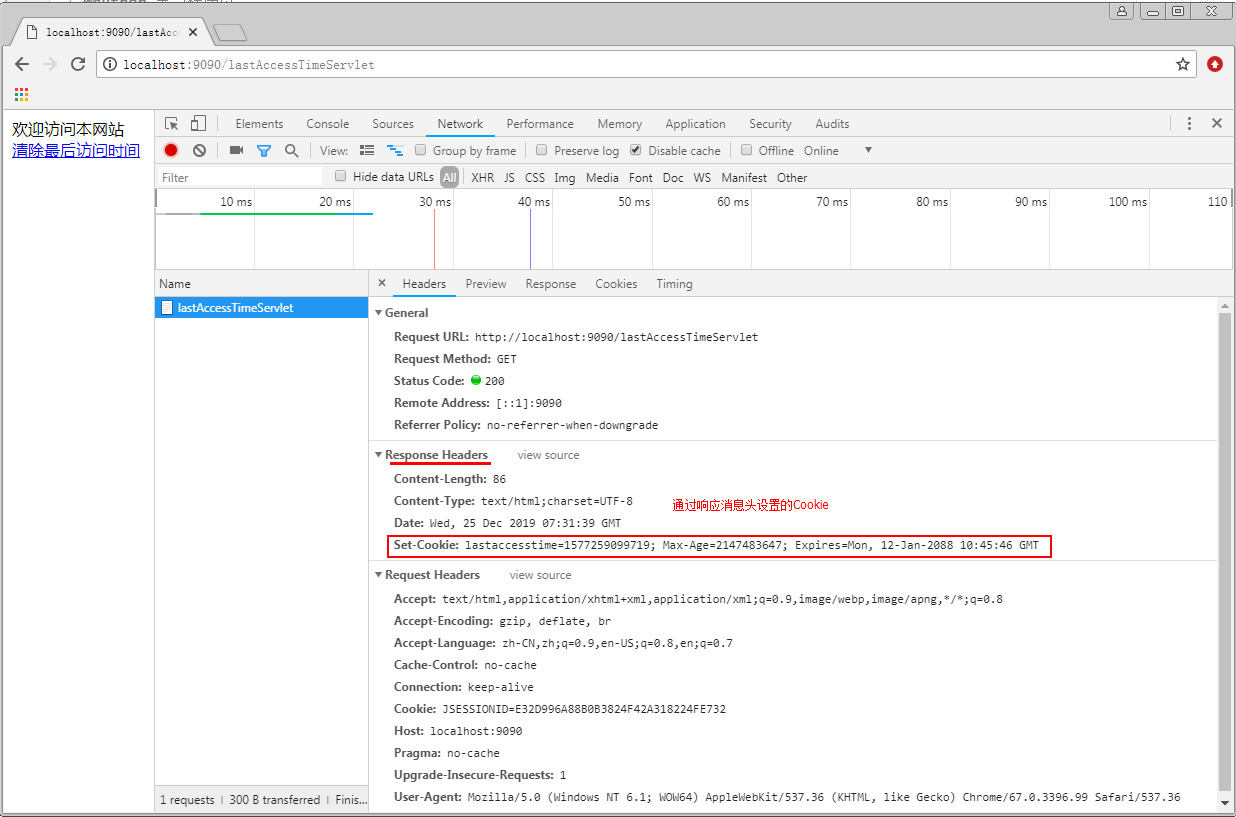 localhost:9090/lastAcc
localhost:9090/lastAccessTimeServlet
欢迎访问本网站
清除最后访问时间
Elements Console Sources Network Performance Memory Application Security Audits
View: Group by frame Preserve log Disable cache Offline Online
Filter Hide data URLs All XHR JS CSS Img Media Font Doc WS Manifest Other
10 ms 20 ms 30 ms 40 ms 50 ms 60 ms 70 ms 80 ms 90 ms 100 ms 110
Name Headers Preview Response Cookies Timing
lastAccessTimeServlet
General
Request URL: http://localhost:9090/lastAccessTimeServlet
Request Method: GET
Status Code: 200
Remote Address: [::1]:9090
Referrer Policy: no-referrer-when-downgrade
Response Headers view source
Content-Length: 86
Content-Type: text/html;charset=UTF-8
通过响应消息头设置的Cookie
Date: Wed, 25 Dec 2019 07:31:39 GMT
Set-Cookie: lastaccesstime=1577259099719; Max-Age=2147483647; Expires=Mon, 12-Jan-2088 10:45:46 GMT
Request Headers view source
Accept: text/html,application/xhtml+xml,application/xml;q=0.9,image/webp,image/apng,*/*;q=0.8
Accept-Encoding: gzip, deflate, br
Accept-Language: zh-CN,zh;q=0.9,en-US;q=0.8,en;q=0.7
Cache-Control: no-cache
Connection: keep-alive
Cookie: JSESSIONID=E32D996A88B0B3824F42A318224FE732
Host: localhost:9090
Pragma: no-cache
Upgrade-Insecure-Requests: 1
User-Agent: Mozilla/5.0 (Windows NT 6.1; WOW64) AppleWebKit/537.36 (KHTML, like Gecko) Chrome/67.0.3396.99 Safari/537.36
1 requests | 300 B transferred | Finis...